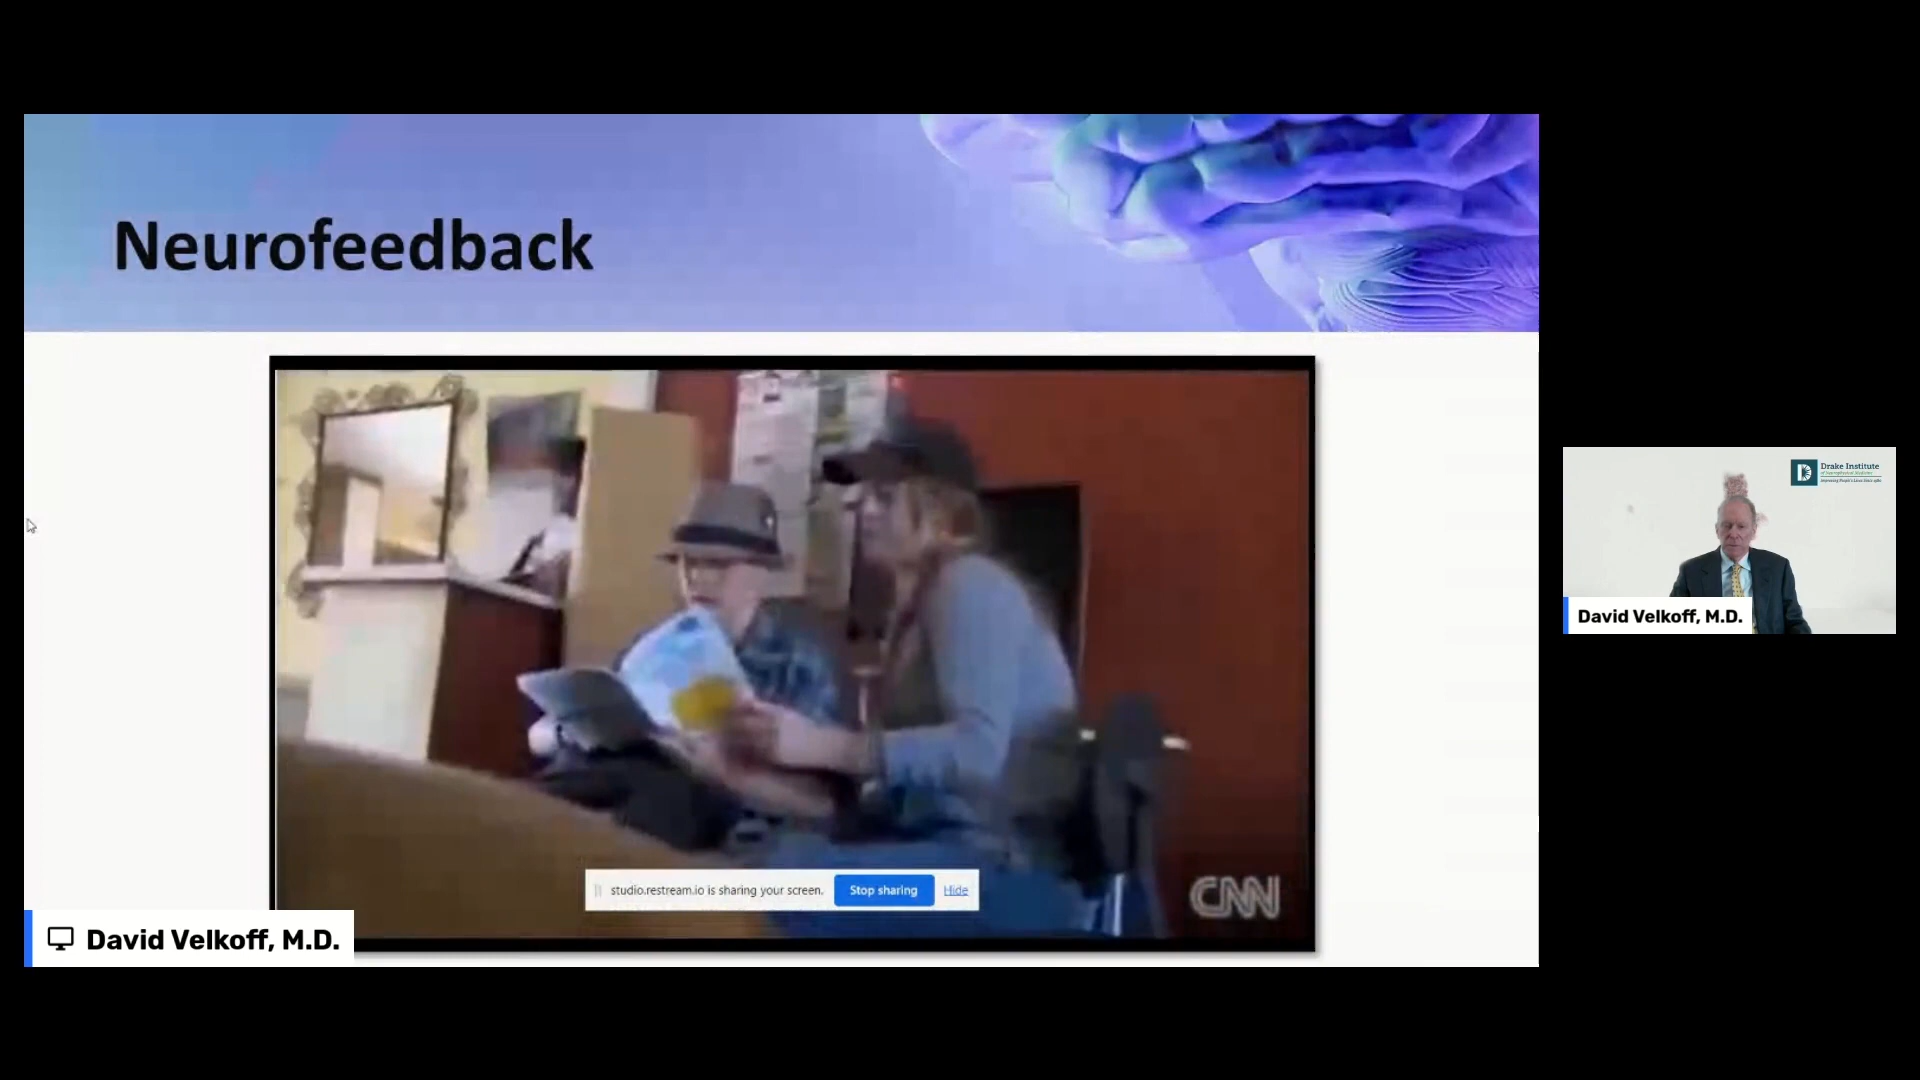 Neurofeedback
studio.restream.io is sharing your screen.
Stop sharing
Hide
CNN
David Velkoff, M.D.
Drake Institute
David Velkoff, M.D.